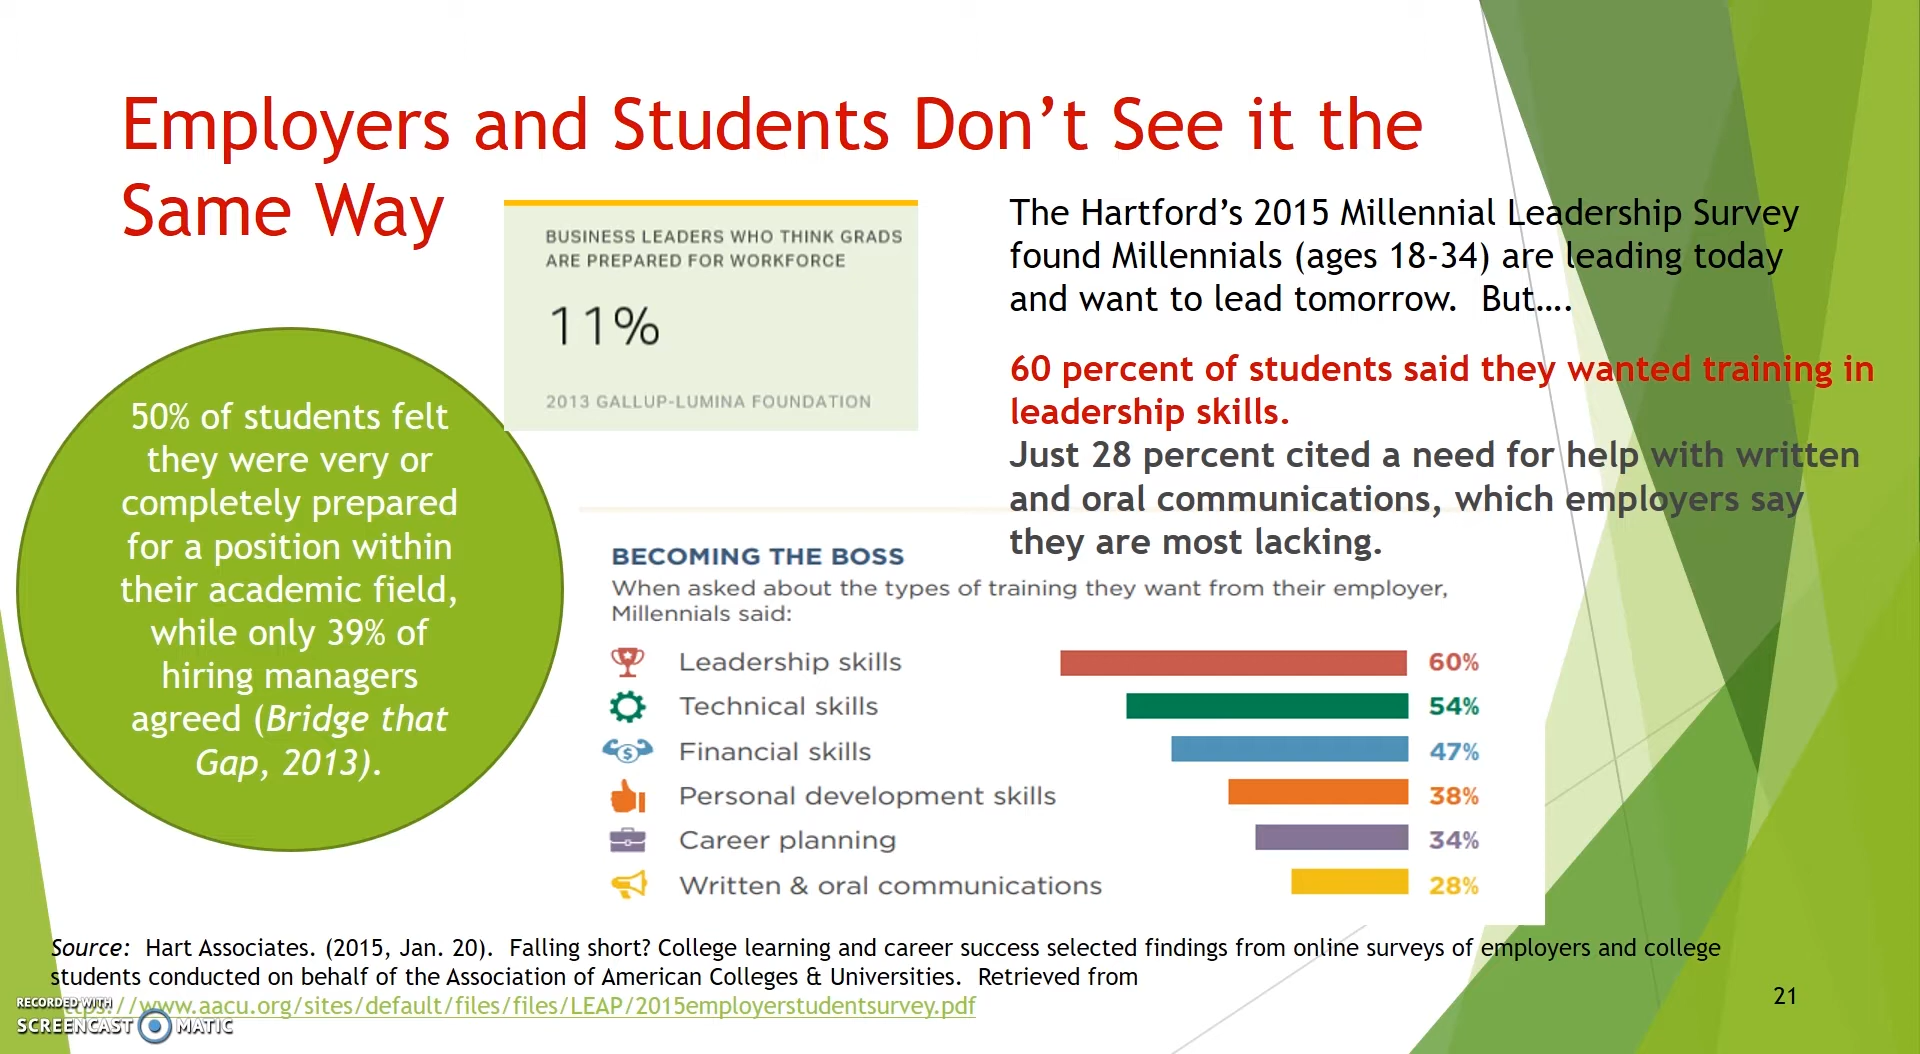 Employers and Students Don’t See it the
Same Way
BUSINESS LEADERS WHO THINK GRADS
ARE PREPARED FOR WORKFORCE
11%
2013 GALLUP-LUMINA FOUNDATION
The Hartford’s 2015 Millennial Leadership Survey
found Millennials (ages 18-34) are leading today
and want to lead tomorrow.  But….
60 percent of students said they wanted training in
leadership skills.
Just 28 percent cited a need for help with written
and oral communications, which employers say
they are most lacking.
50% of students felt
they were very or
completely prepared
for a position within
their academic field,
while only 39% of
hiring managers
agreed (Bridge that
Gap, 2013).
BECOMING THE BOSS
When asked about the types of training they want from their employer,
Millennials said:
Leadership skills 60%
Technical skills 54%
$ Financial skills 47%
Personal development skills 38%
Career planning 34%
Written & oral communications 28%
Source:  Hart Associates. (2015, Jan. 20).  Falling short? College learning and career success selected findings from online surveys of employers and college
students conducted on behalf of the Association of American Colleges & Universities.  Retrieved from
https://www.aacu.org/sites/default/files/files/LEAP/2015employerstudentsurvey.pdf
21
RECORDED WITH
SCREENCAST MATIC